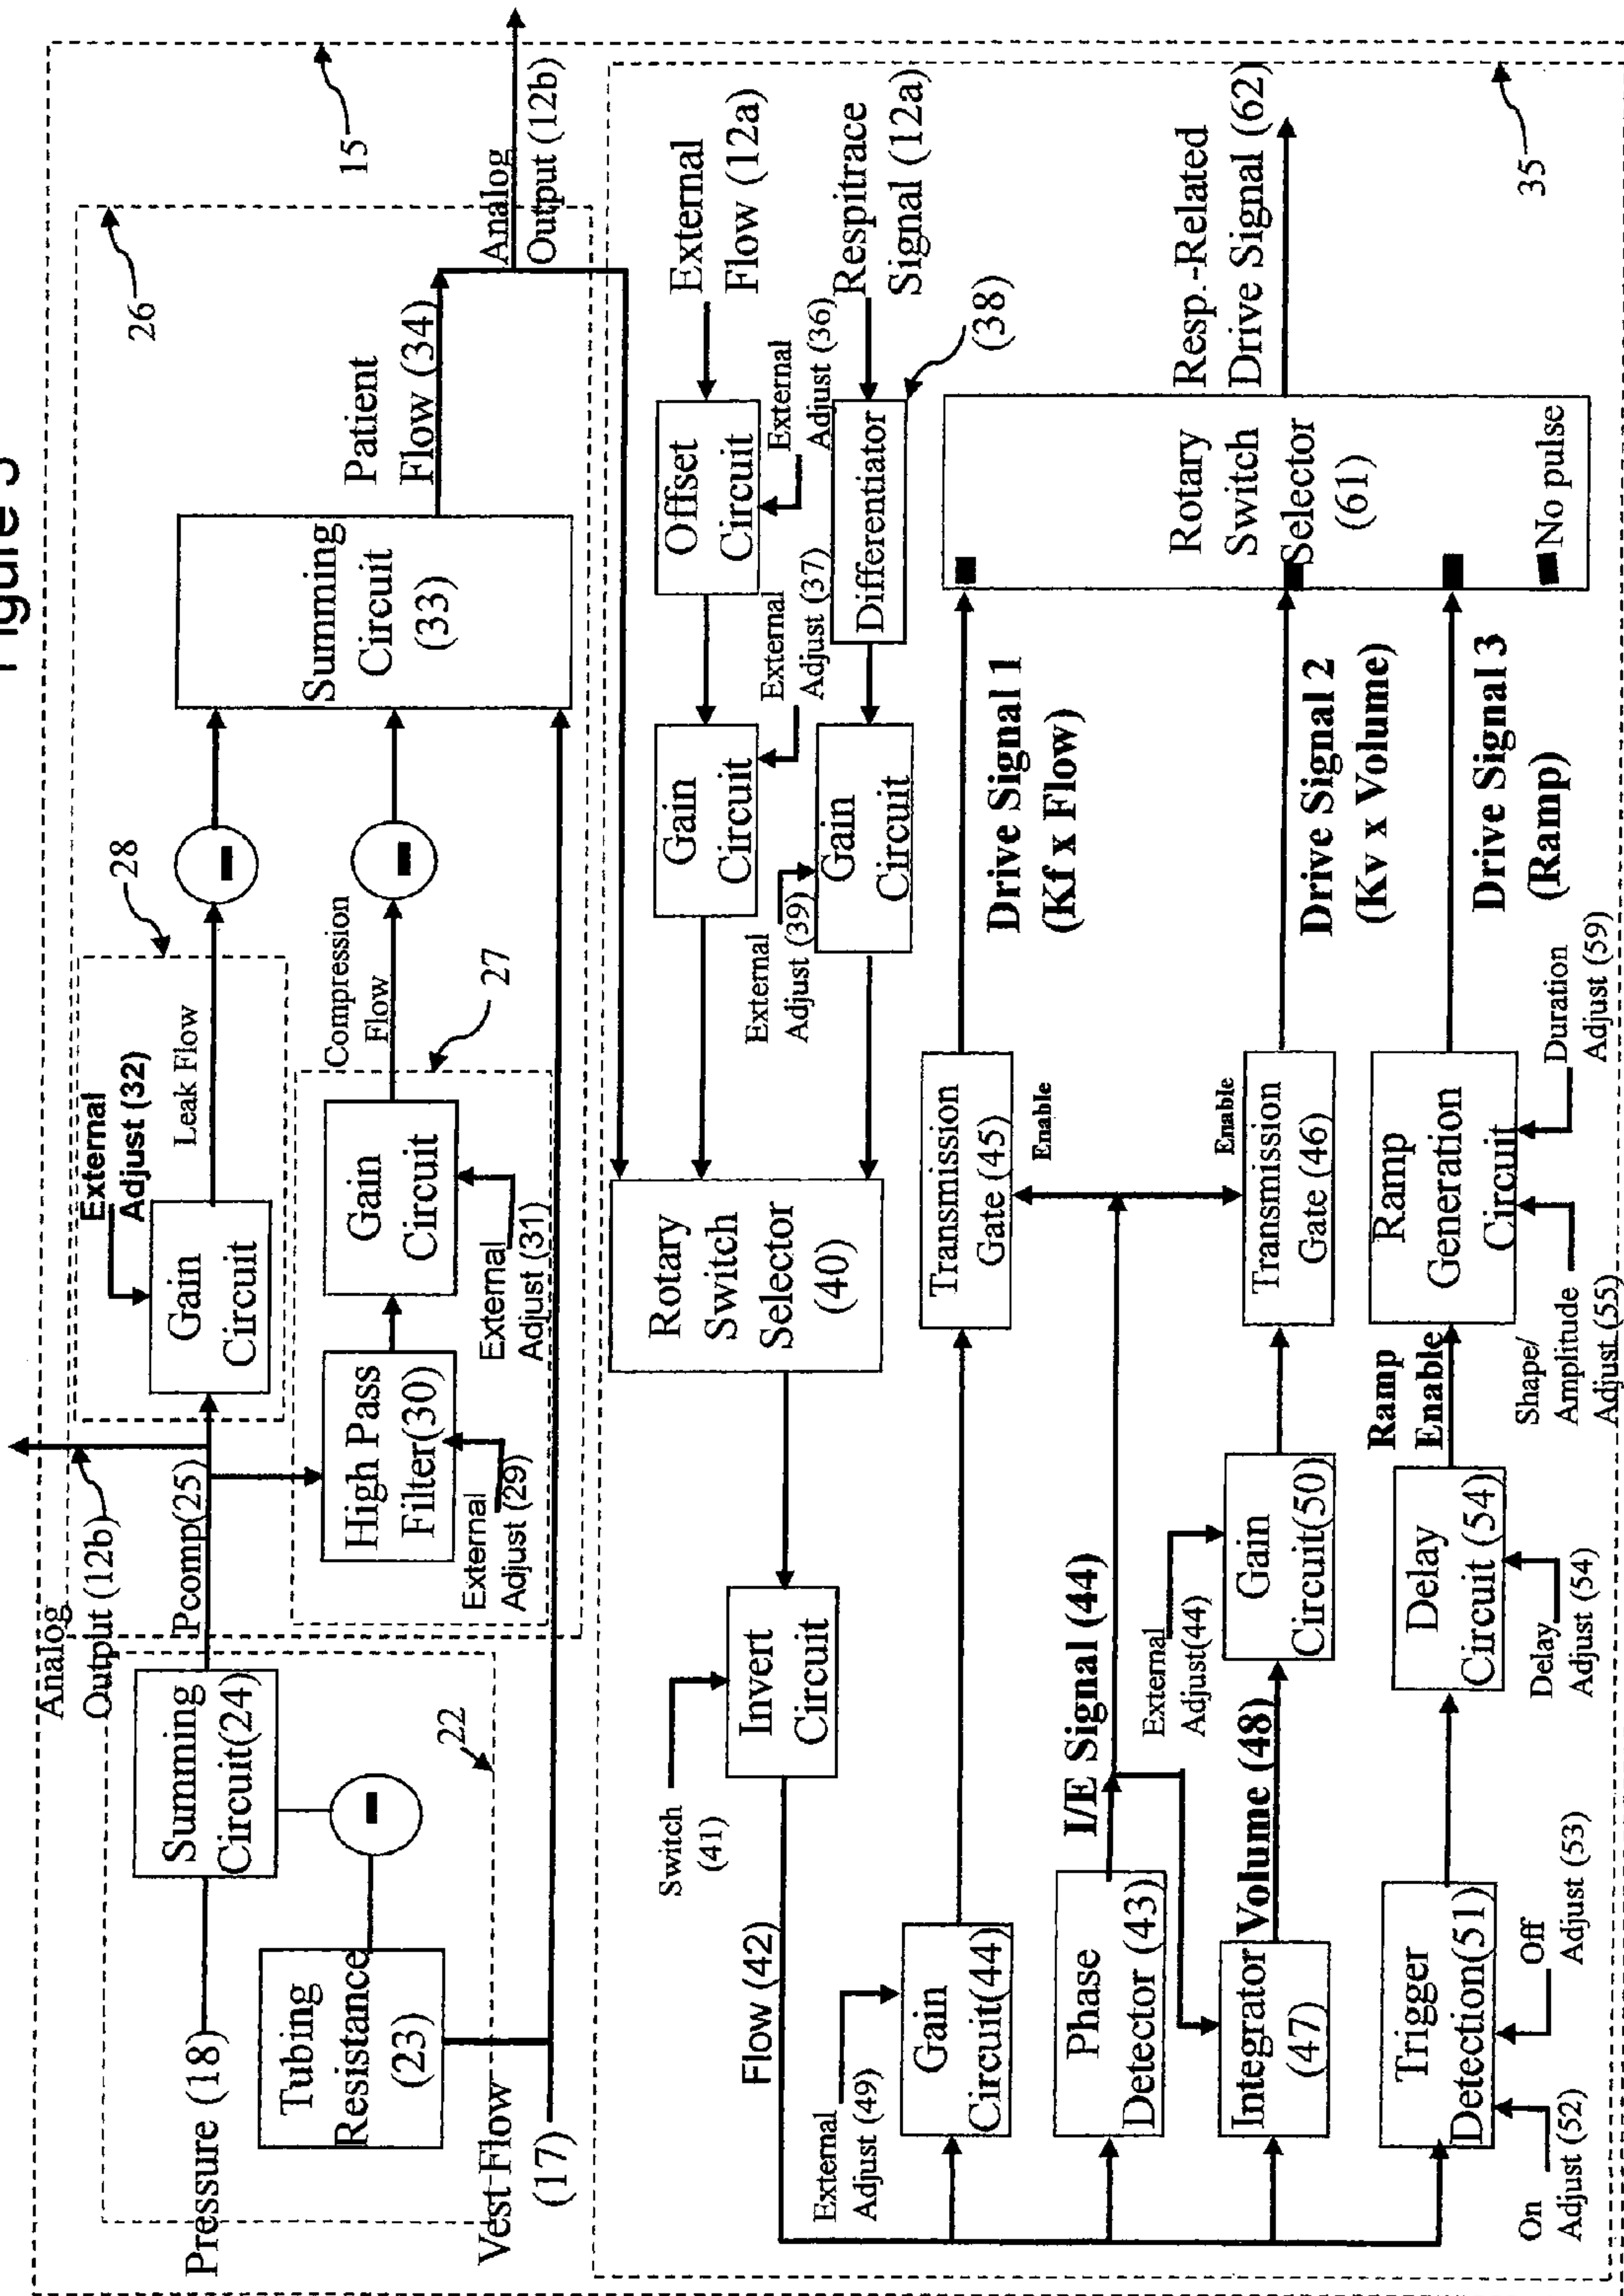 Figure 3
Analog
Output (12b)
Pressure (18)
Summing
Circuit(24)
Pcomp(25)
Tubing
Resistance
(23)
22
Vest Flow
(17)
External
Adjust (32)
Gain
Circuit
Leak Flow
28
High Pass
Filter(30)
External
Adjust (29)
Gain
Circuit
External
Adjust (31)
Compression
Flow
27
Summing
Circuit
(33)
Patient
Flow (34)
26
Analog
Output (12b)
15
External
Flow (12a)
Offset
Circuit
External
Adjust (36)
Gain
Circuit
External
Adjust (37)
Respitrace
Signal (12a)
Differentiator
(38)
External
Adjust (39)
Gain
Circuit
Rotary
Switch
Selector
(40)
Switch
(41)
Invert
Circuit
Flow (42)
External
Adjust (49)
Gain
Circuit(44)
Transmission
Gate (45)
Enable
Drive Signal 1
(Kf x Flow)
Phase
Detector (43)
I/E Signal (44)
Integrator
(47)
Volume (48)
External
Adjust(44)
Gain
Circuit(50)
Enable
Transmission
Gate (46)
Drive Signal 2
(Kv x Volume)
Trigger
Detection(51)
On
Adjust (52)
Off
Adjust (53)
Delay
Circuit (54)
Delay
Adjust (54)
Ramp
Enable
Ramp
Generation
Circuit
Shape/
Amplitude
Adjust (55)
Duration
Adjust (59)
Drive Signal 3
(Ramp)
Rotary
Switch
Selector
(61)
No pulse
Resp.-Related
Drive Signal (62)
35